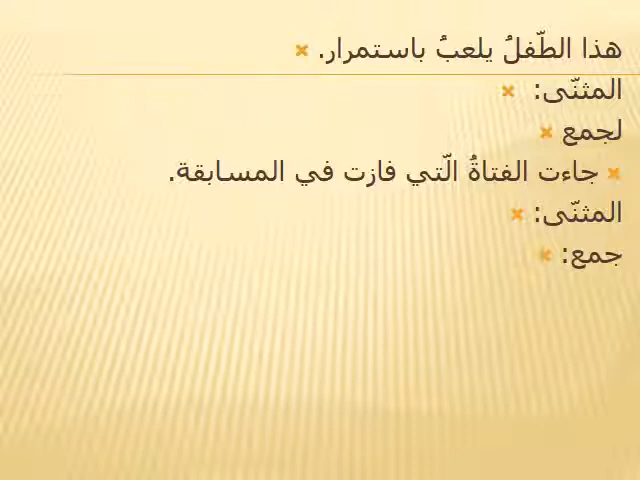 هذا الطّفلُ يلعبُ باستمرار.
المثنّى:
لجمع
جاءت الفتاةُ الّتي فازت في المسابقة.
المثنّى:
جمع: